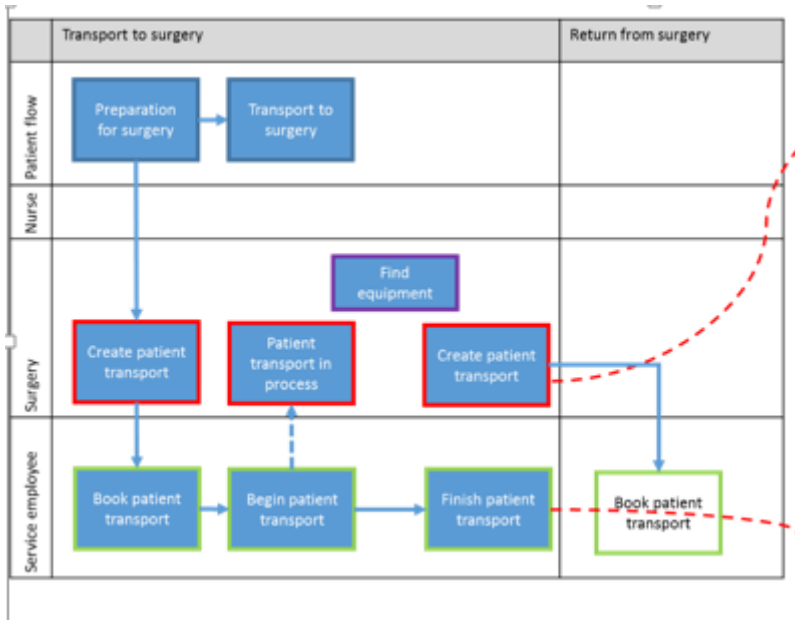 Transport to surgery
Return from surgery
Patient flow
Preparation
for surgery
Transport to
surgery
Nurse
Surgery
Find
equipment
Create patient
transport
Patient
transport in
process
Create patient
transport
Service employee
Book patient
transport
Begin patient
transport
Finish patient
transport
Book patient
transport